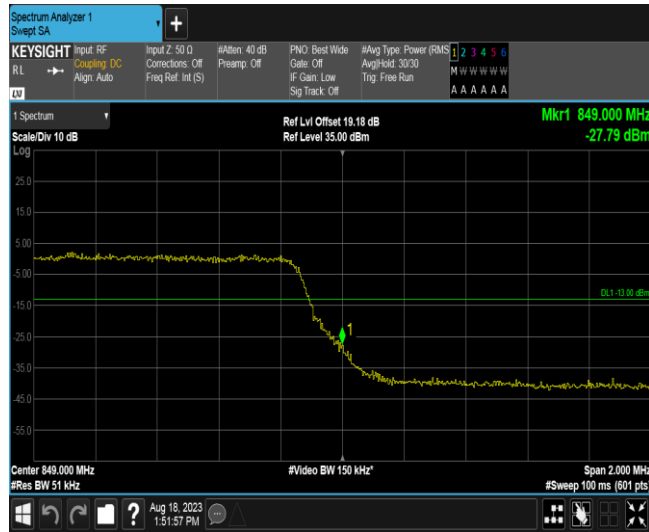 Spectrum Analyzer 1
Swept SA
+
KEYSIGHT
RL
LXI
Input: RF
Coupling: DC
Align: Auto
Input Z: 50 Ω
Corrections: Off
Freq Ref: Int (S)
#Atten: 40 dB
Preamp: Off
PNO: Best Wide
Gate: Off
IF Gain: Low
Sig Track: Off
#Avg Type: Power (RMS
Avg|Hold: 30/30
Trig: Free Run
1 2 3 4 5 6
M W W W W W
A A A A A A
1 Spectrum
Scale/Div 10 dB
Ref Lvl Offset 19.18 dB
Ref Level 35.00 dBm
Mkr1 849.000 MHz
-27.79 dBm
Log
25.0
15.0
5.00
-5.00
DL1 -13.00 dBm
-15.0
1
-25.0
-35.0
-45.0
-55.0
Center 849.000 MHz
#Video BW 150 kHz*
Span 2.000 MHz
#Res BW 51 kHz
#Sweep 100 ms (601 pts)
?
Aug 18, 2023
1:51:57 PM